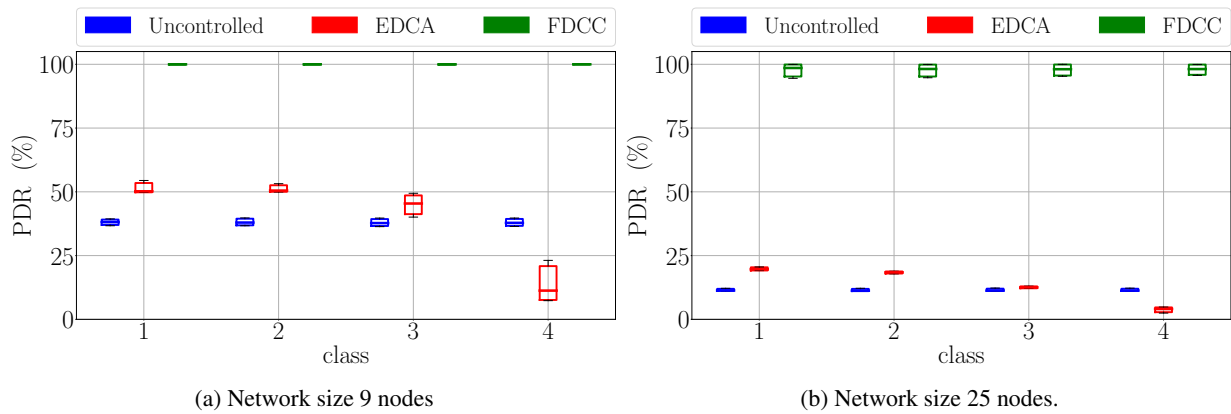 Uncontrolled EDCA FDCC
100
75
50
25
0
PDR (%)
1 2 3 4
class
(a) Network size 9 nodes
Uncontrolled EDCA FDCC
100
75
50
25
0
PDR (%)
1 2 3 4
class
(b) Network size 25 nodes.